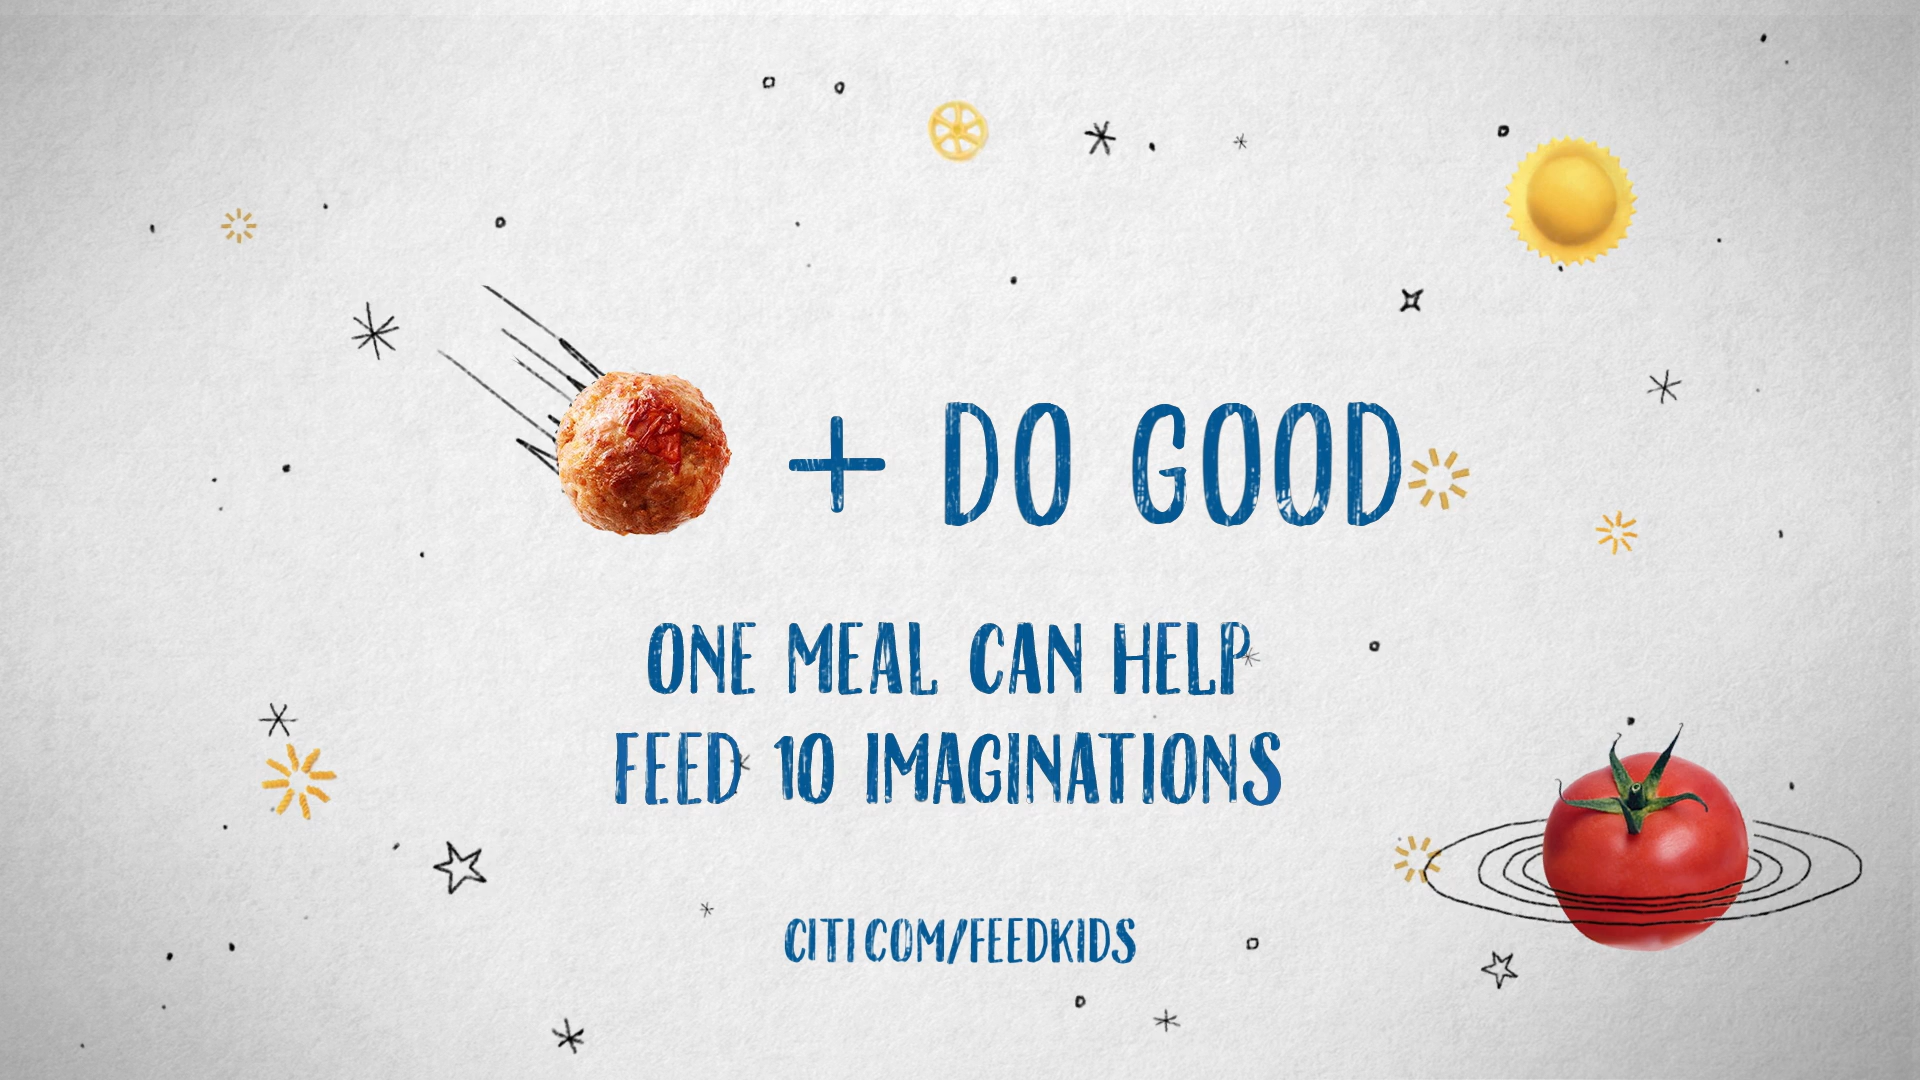 + DO GOOD
ONE MEAL CAN HELP
FEED 10 IMAGINATIONS
CITI COM/FEEDKIDS